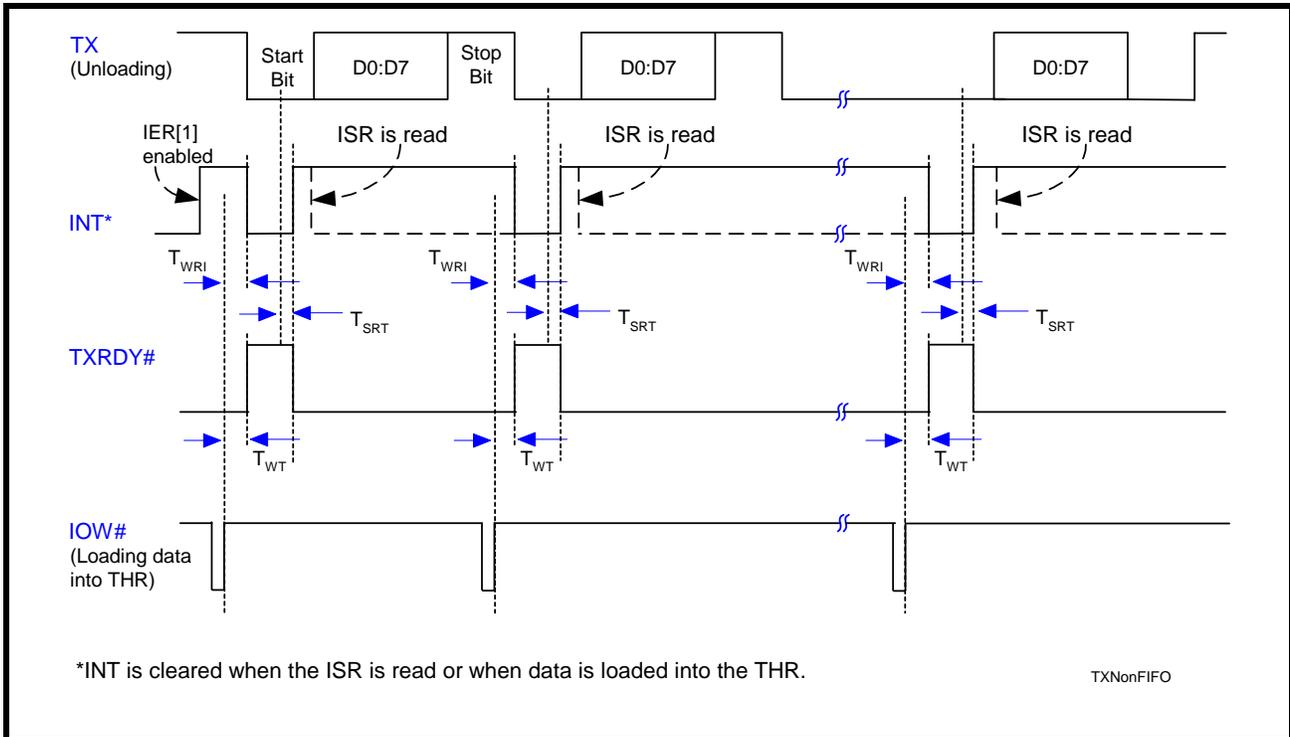 TX
(Unloading)
Start
Bit
D0:D7
Stop
Bit
D0:D7
D0:D7
IER[1]
enabled
ISR is read
ISR is read
ISR is read
INT*
TWRI
TWRI
TWRI
TSRT
TSRT
TSRT
TXRDY#
TWT
TWT
TWT
IOW#
(Loading data
into THR)
*INT is cleared when the ISR is read or when data is loaded into the THR.
TXNonFIFO